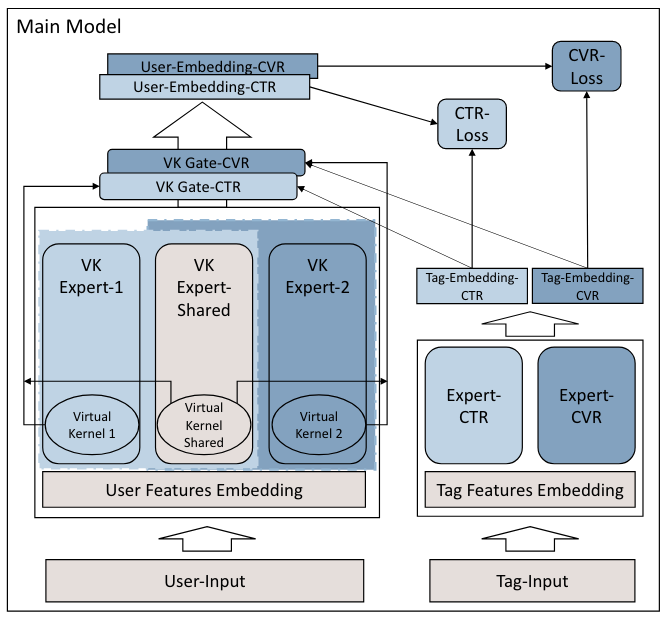 Main Model
User-Embedding-CVR
User-Embedding-CTR
CVR-
Loss
CTR-
Loss
VK Gate-CVR
VK Gate-CTR
VK
Expert-1
VK
Expert-
Shared
VK
Expert-2
Tag-Embedding-
CTR
Tag-Embedding-
CVR
Expert-
CTR
Expert-
CVR
Virtual
Kernel 1
Virtual
Kernel
Shared
Virtual
Kernel 2
User Features Embedding
Tag Features Embedding
User-Input
Tag-Input